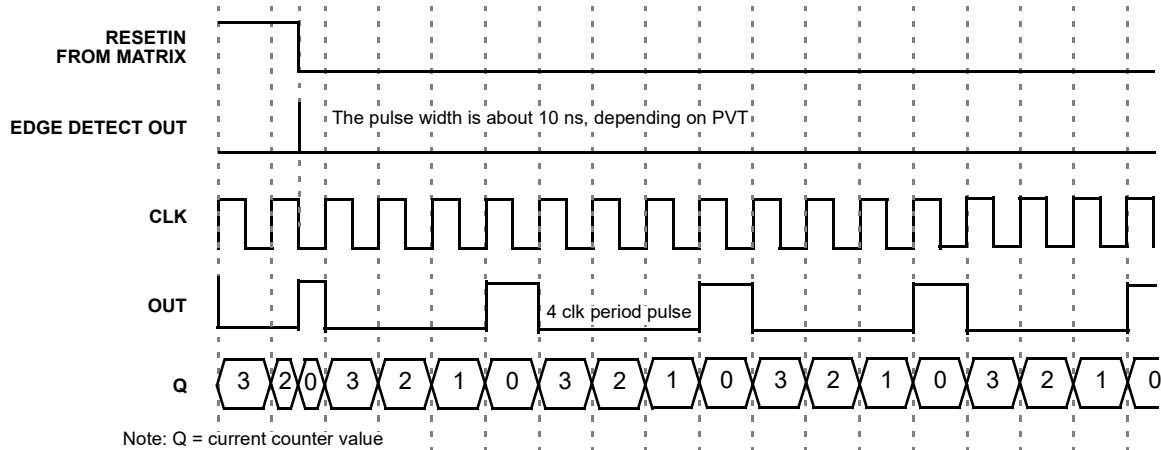 RESETIN
FROM MATRIX
EDGE DETECT OUT
The pulse width is about 10 ns, depending on PVT
CLK
OUT
4 clk period pulse
Q
3 2 0 3 2 1 0 3 2 1 0 3 2 1 0 3 2 1 0
Note: Q = current counter value